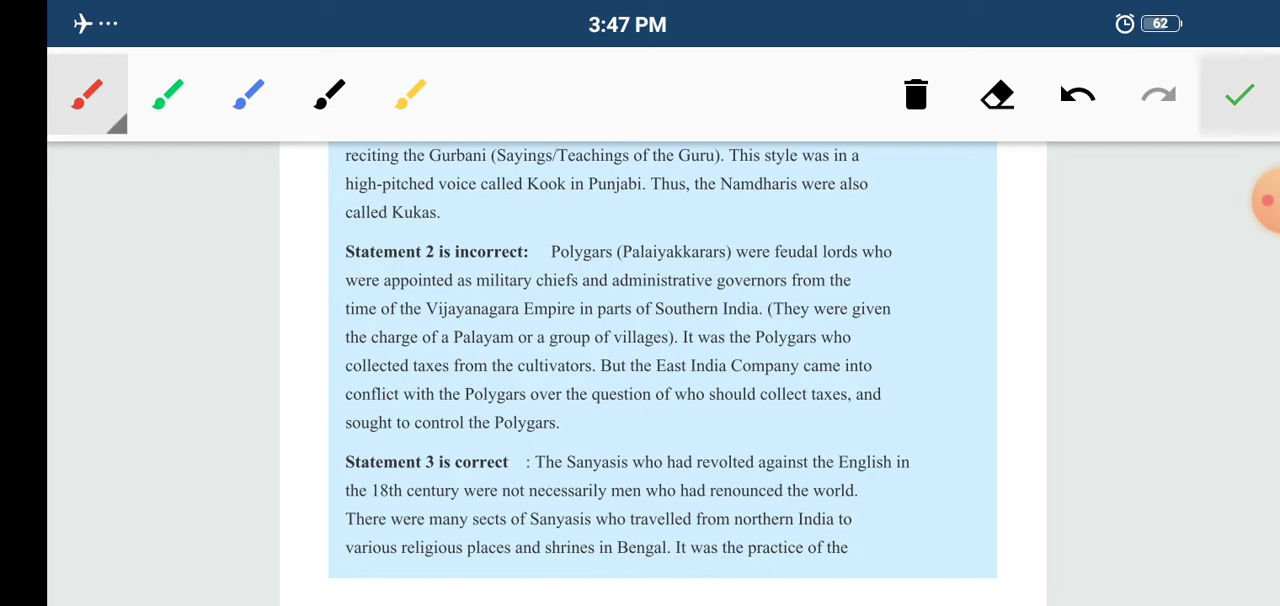 3:47 PM
62
reciting the Gurbani (Sayings/Teachings of the Guru). This style was in a
high-pitched voice called Kook in Punjabi. Thus, the Namdharis were also
called Kukas.
Statement 2 is incorrect: Polygars (Palaiyakkarars) were feudal lords who
were appointed as military chiefs and administrative governors from the
time of the Vijayanagara Empire in parts of Southern India. (They were given
the charge of a Palayam or a group of villages). It was the Polygars who
collected taxes from the cultivators. But the East India Company came into
conflict with the Polygars over the question of who should collect taxes, and
sought to control the Polygars.
Statement 3 is correct : The Sanyasis who had revolted against the English in
the 18th century were not necessarily men who had renounced the world.
There were many sects of Sanyasis who travelled from northern India to
various religious places and shrines in Bengal. It was the practice of the